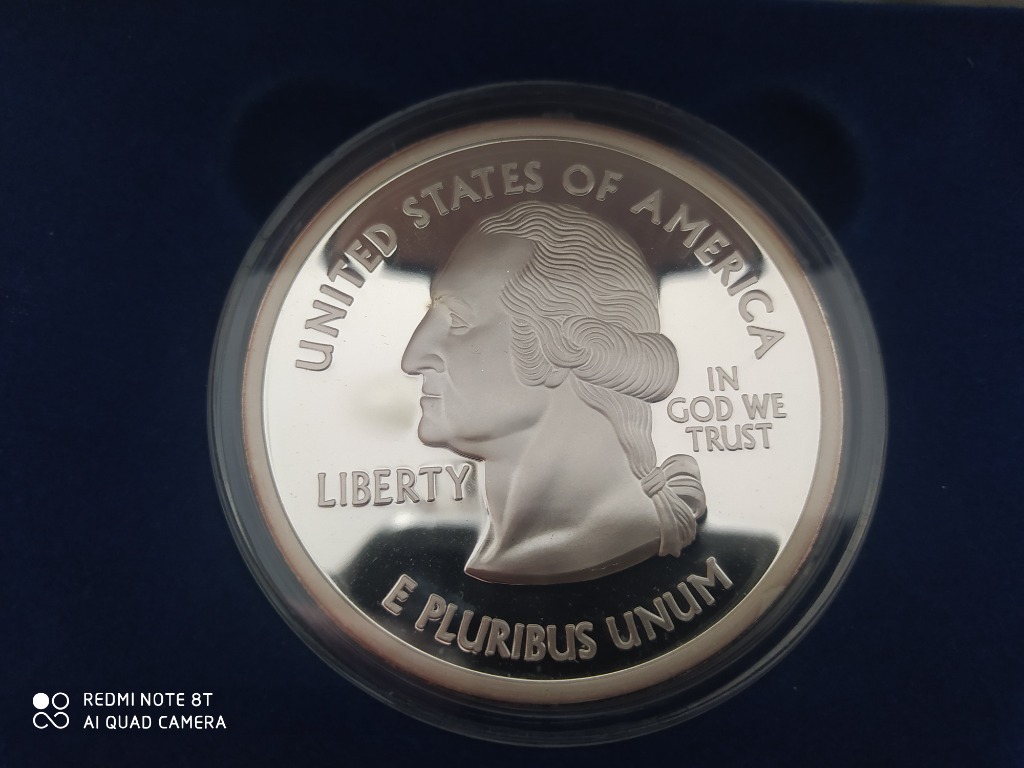 UNITED STATES OF AMERICA
IN
GOD WE
TRUST
LIBERTY
E PLURIBUS UNUM
REDMI NOTE 8T
AI QUAD CAMERA